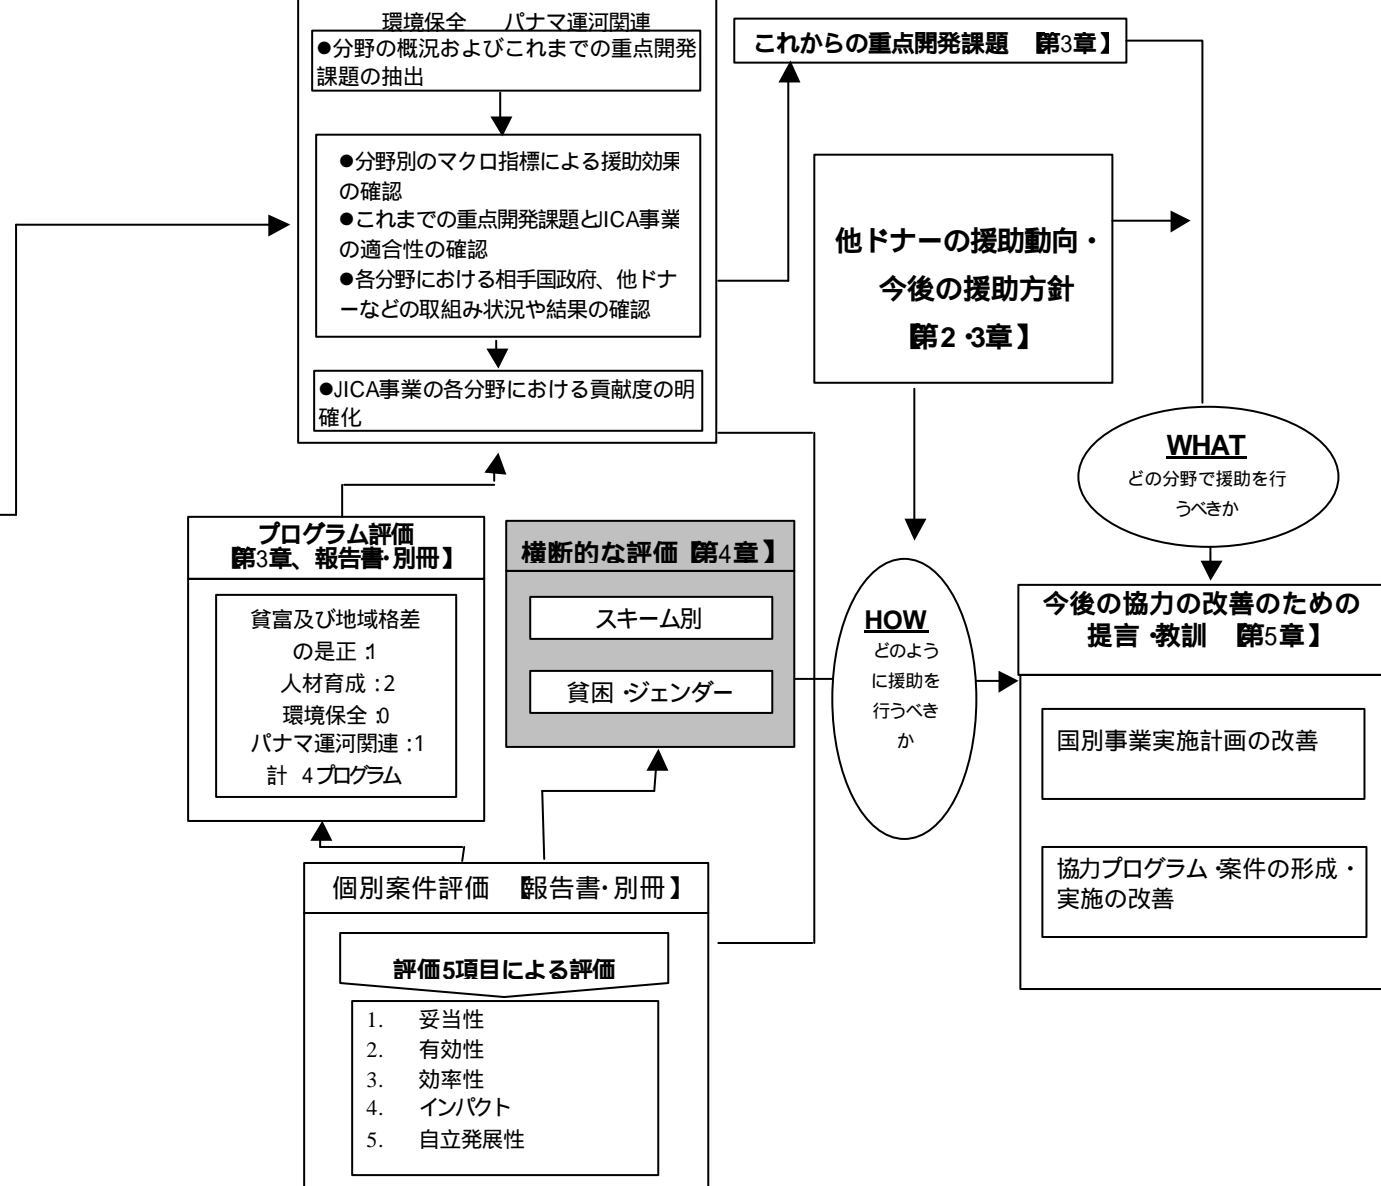 環境保全　パナマ運河関連
●分野の概況およびこれまでの重点開発
課題の抽出
●分野別のマクロ指標による援助効果
の確認
●これまでの重点開発課題とJICA事業
の適合性の確認
●各分野における相手国政府、他ドナ
ーなどの取組み状況や結果の確認
●JICA事業の各分野における貢献度の明
確化
これからの重点開発課題　【第3章】
他ドナーの援助動向・
今後の援助方針
【第2・3章】
WHAT
どの分野で援助を行
うべきか
プログラム評価
【第3章、報告書・別冊】
貧富及び地域格差
の是正：1
人材育成：2
環境保全：0
パナマ運河関連：1
計　4プログラム
横断的な評価【第4章】
スキーム別
貧困・ジェンダー
HOW
どのよう
に援助を
行うべき
か
今後の協力の改善のための
提言・教訓　【第5章】
国別事業実施計画の改善
協力プログラム・案件の形成・
実施の改善
個別案件評価　【報告書・別冊】
評価5項目による評価
1.　妥当性
2.　有効性
3.　効率性
4.　インパクト
5.　自立発展性